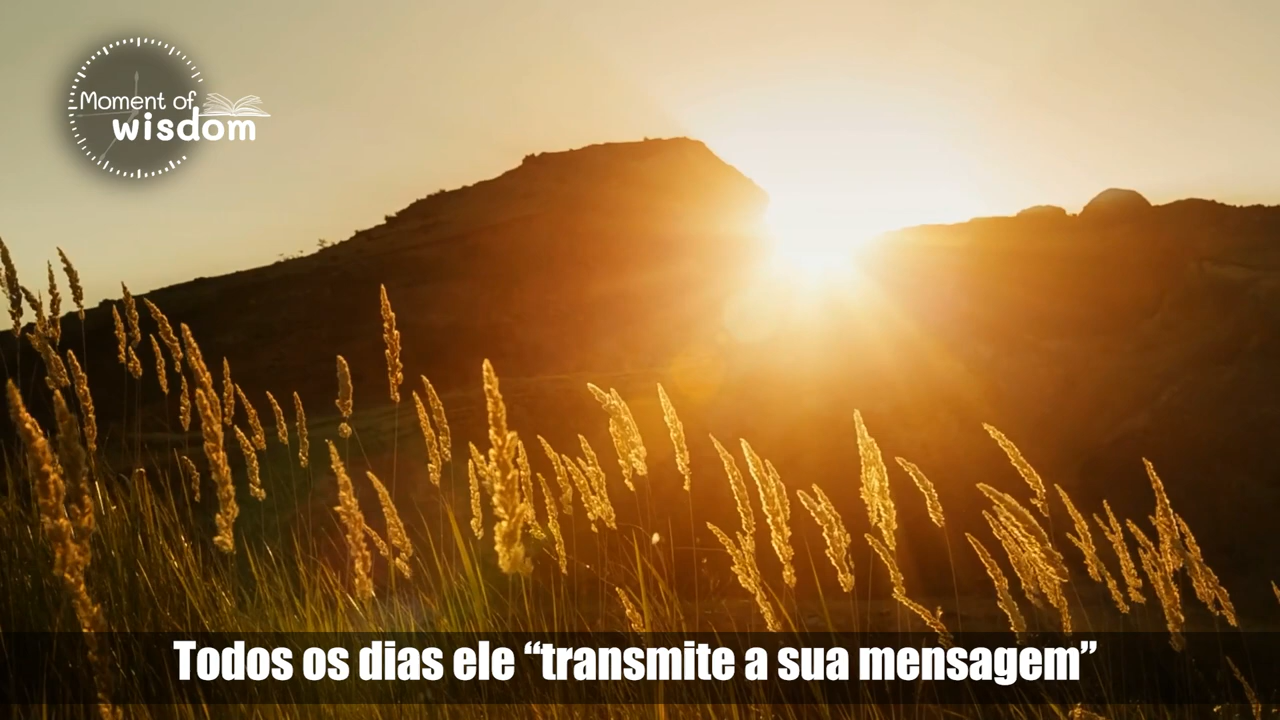 Moment of
wisdom
Todos os dias ele “transmite a sua mensagem”